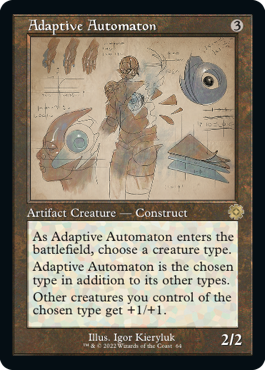 Adaptive Automaton 3
Artifact Creature — Construct
As Adaptive Automaton enters the
battlefield, choose a creature type.
Adaptive Automaton is the chosen
type in addition to its other types.
Other creatures you control of the
chosen type get +1/+1.
Illus. Igor Kieryluk
™ & © 2022 Wizards of the Coast 64
2/2